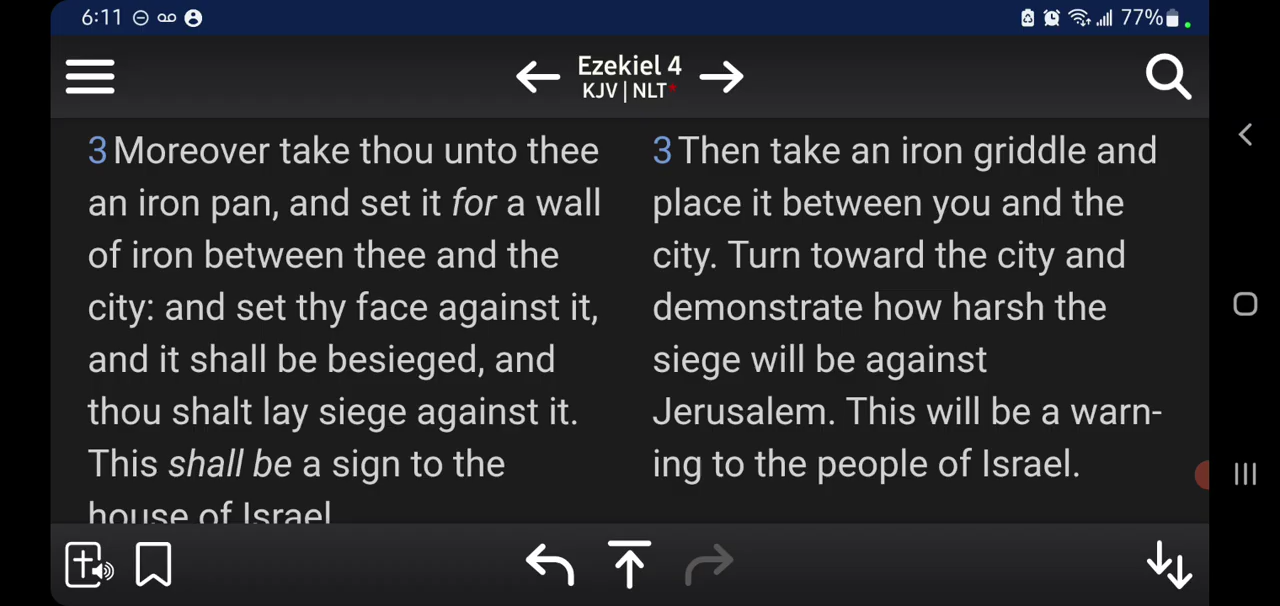 6:11
77%
Ezekiel 4
KJV | NLT*
3 Moreover take thou unto thee
an iron pan, and set it for a wall
of iron between thee and the
city: and set thy face against it,
and it shall be besieged, and
thou shalt lay siege against it.
This shall be a sign to the
house of Israel
3 Then take an iron griddle and
place it between you and the
city. Turn toward the city and
demonstrate how harsh the
siege will be against
Jerusalem. This will be a warn-
ing to the people of Israel.